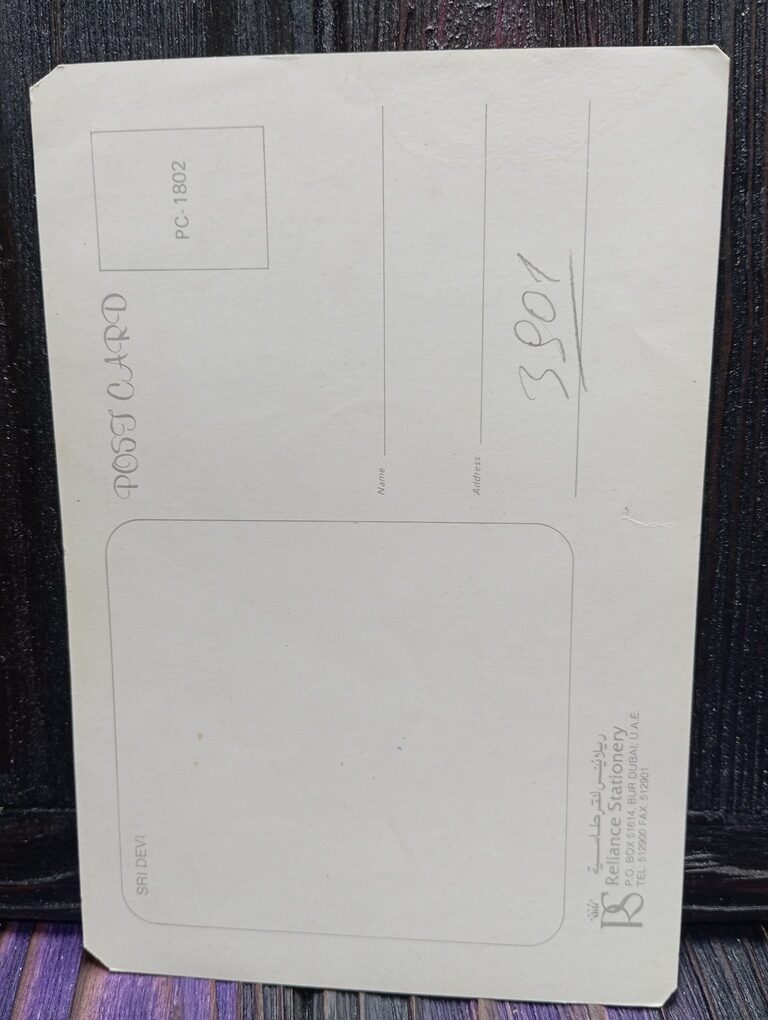 SRI DEVI
POST CARD
PC-1802
Name
Address
3901
ريلاينس للقرطاسية
RS Reliance Stationery
P.O. BOX 51614, BUR DUBAI, U.A.E.
TEL. 512900 FAX: 512901